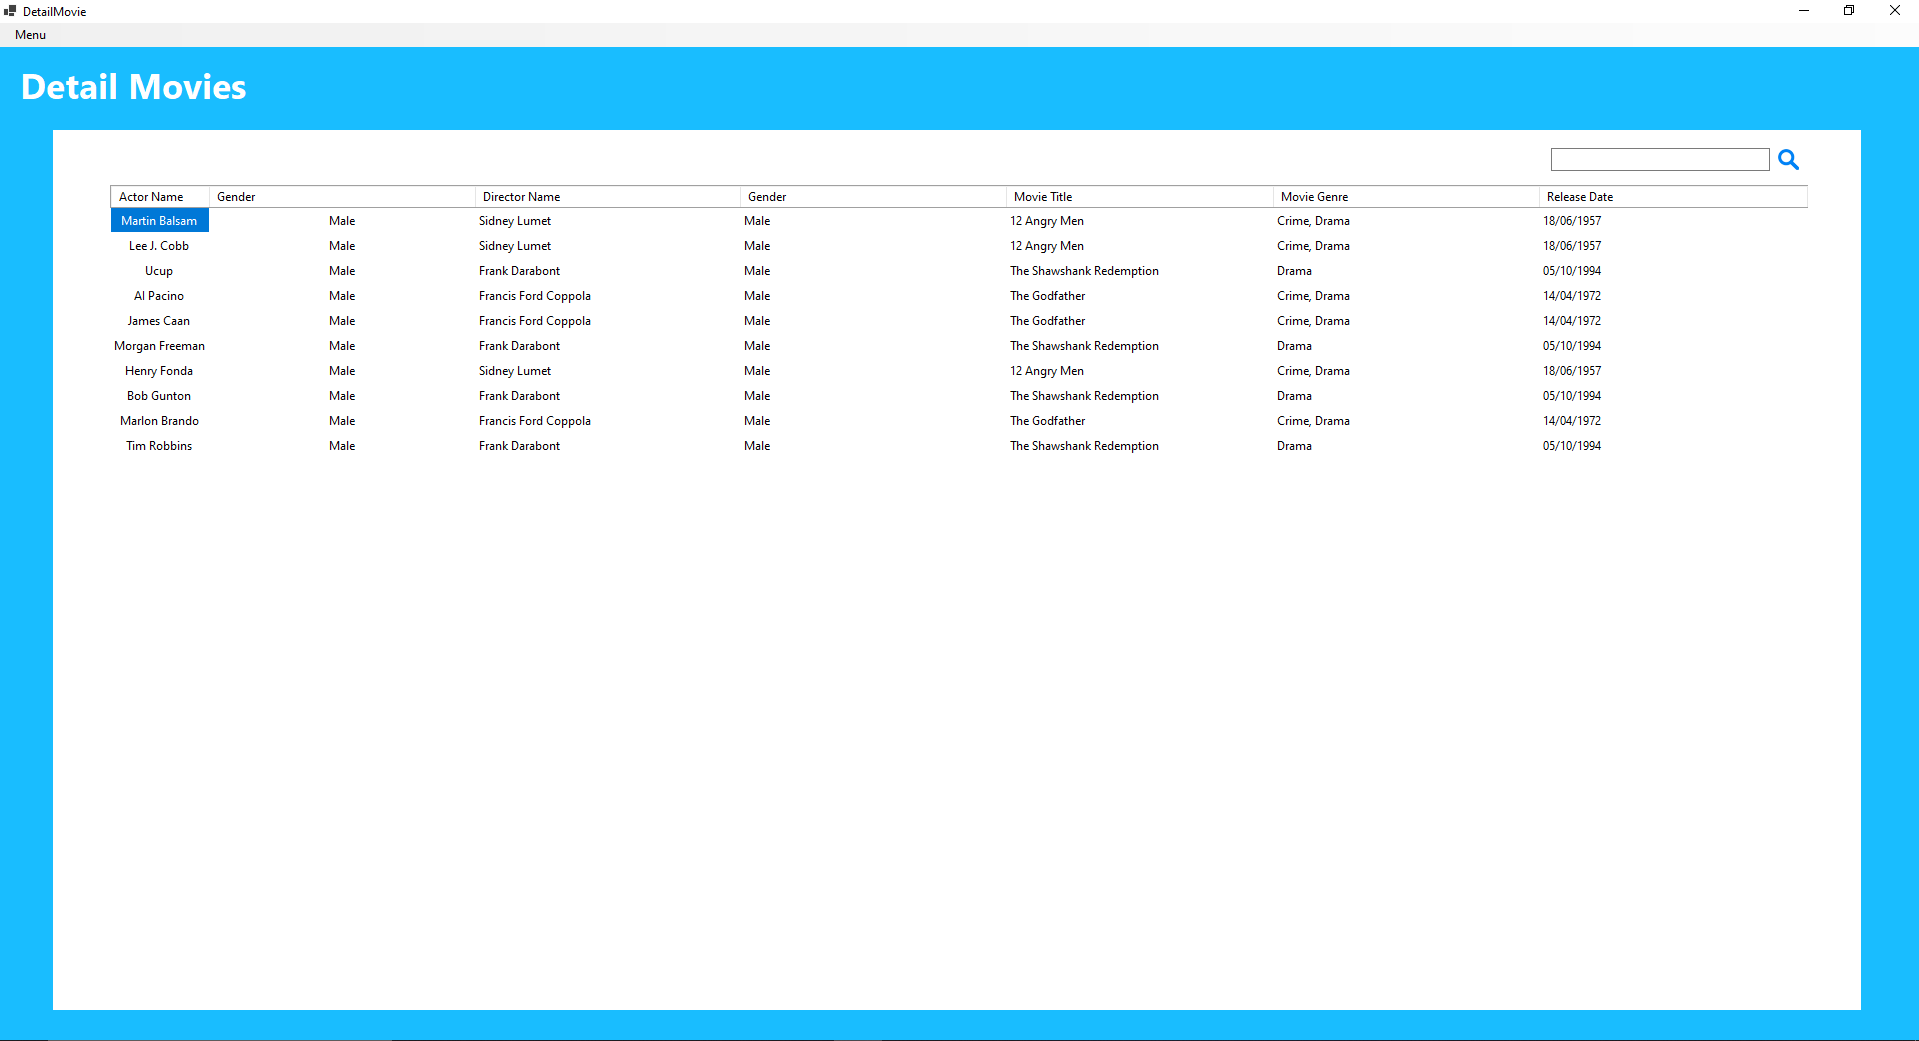 DetailMovie
Menu
Detail Movies
Actor Name Gender Director Name Gender Movie Title Movie Genre Release Date
Martin Balsam Male Sidney Lumet Male 12 Angry Men Crime, Drama 18/06/1957
Lee J. Cobb Male Sidney Lumet Male 12 Angry Men Crime, Drama 18/06/1957
Ucup Male Frank Darabont Male The Shawshank Redemption Drama 05/10/1994
Al Pacino Male Francis Ford Coppola Male The Godfather Crime, Drama 14/04/1972
James Caan Male Francis Ford Coppola Male The Godfather Crime, Drama 14/04/1972
Morgan Freeman Male Frank Darabont Male The Shawshank Redemption Drama 05/10/1994
Henry Fonda Male Sidney Lumet Male 12 Angry Men Crime, Drama 18/06/1957
Bob Gunton Male Frank Darabont Male The Shawshank Redemption Drama 05/10/1994
Marlon Brando Male Francis Ford Coppola Male The Godfather Crime, Drama 14/04/1972
Tim Robbins Male Frank Darabont Male The Shawshank Redemption Drama 05/10/1994